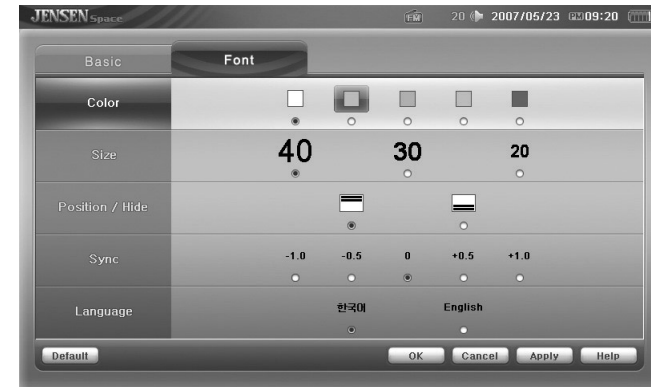 JENSEN Space FM 20 2007/05/23 PM 09:20
Basic Font
Color
Size 40 30 20
Position / Hide
Sync -1.0 -0.5 0 +0.5 +1.0
Language 한국어 English
Default OK Cancel Apply Help